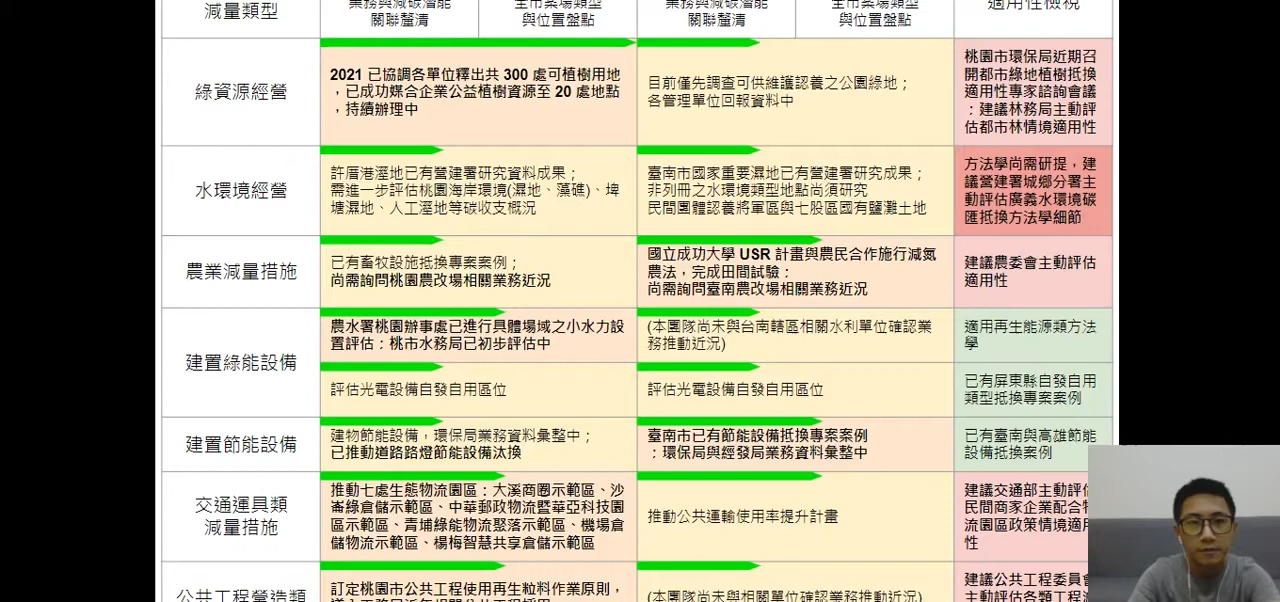 減量類型
業務與減碳潛能
關聯釐清
全市案場類型
與位置盤點
業務與減碳潛能
關聯釐清
全市案場類型
與位置盤點
適用性檢視
綠資源經營
2021 已協調各單位釋出共 300 處可植樹用地
，已成功媒合企業公益植樹資源至 20 處地點
，持續辦理中
目前僅先調查可供維護認養之公園綠地；
各管理單位回報資料中
桃園市環保局近期召
開都市綠地植樹抵換
適用性專家諮詢會議
；建議林務局主動評
估都市林情境適用性
水環境經營
許厝港溼地已有營建署研究資料成果；
需進一步評估桃園海岸環境(濕地、藻礁)、埤
塘濕地、人工溼地等碳收支概況
臺南市國家重要濕地已有營建署研究成果；
非列冊之水環境類型地點尚須研究
民間團體認養將軍區與七股區國有鹽灘土地
方法學尚需研提，建
議營建署城鄉分署主
動評估廣義水環境碳
匯抵換方法學細節
農業減量措施
已有畜牧設施抵換專案案例；
尚需詢問桃園農改場相關業務近況
國立成功大學 USR 計畫與農民合作施行減氮
農法，完成田間試驗；
尚需詢問臺南農改場相關業務近況
建議農委會主動評估
適用性
建置綠能設備
農水署桃園辦事處已進行具體場域之小水力設
置評估；桃市水務局已初步評估中
(本團隊尚未與台南轄區相關水利單位確認業
務推動近況)
適用再生能源類方法
學
評估光電設備自發自用區位
評估光電設備自發自用區位
已有屏東縣自發自用
類型抵換專案案例
建置節能設備
建物節能設備，環保局業務資料彙整中；
已推動道路路燈節能設備汰換
臺南市已有節能設備抵換專案案例
；環保局與經發局業務資料彙整中
已有臺南與高雄節能
設備抵換案例
交通運具類
減量措施
推動七處生態物流園區：大溪商圈示範區、沙
崙綠倉儲示範區、中華郵政物流暨華亞科技園
區示範區、青埔綠能物流聚落示範區、機場倉
儲物流示範區、楊梅智慧共享倉儲示範區
推動公共運輸使用率提升計畫
建議交通部主動評估
民間商家企業配合物
流園區政策情境適用
性
公共工程營造類
訂定桃園市公共工程使用再生粒料作業原則，
(本團隊尚未與相關單位確認業務推動近況)
建議公共工程委員會
主動評估各類工程